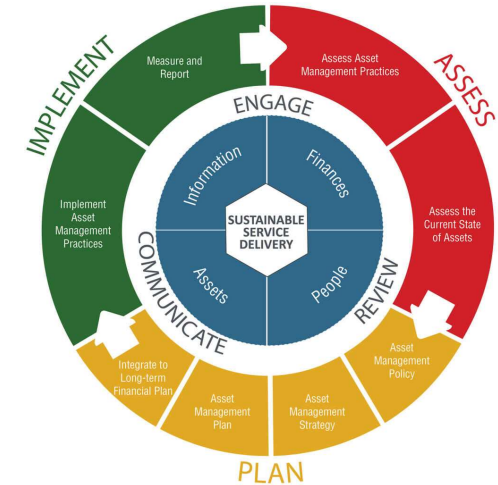 IMPLEMENT
Measure and
Report
Assess Asset
Management Practices
ASSESS
ENGAGE
Information
Finances
Implement
Asset
Management
Practices
SUSTAINABLE
SERVICE
DELIVERY
Assess the
Current State
of Assets
COMMUNICATE
Assets
People
REVIEW
Integrate to
Long-term
Financial Plan
Asset
Management
Plan
Asset
Management
Strategy
Asset
Management
Policy
PLAN